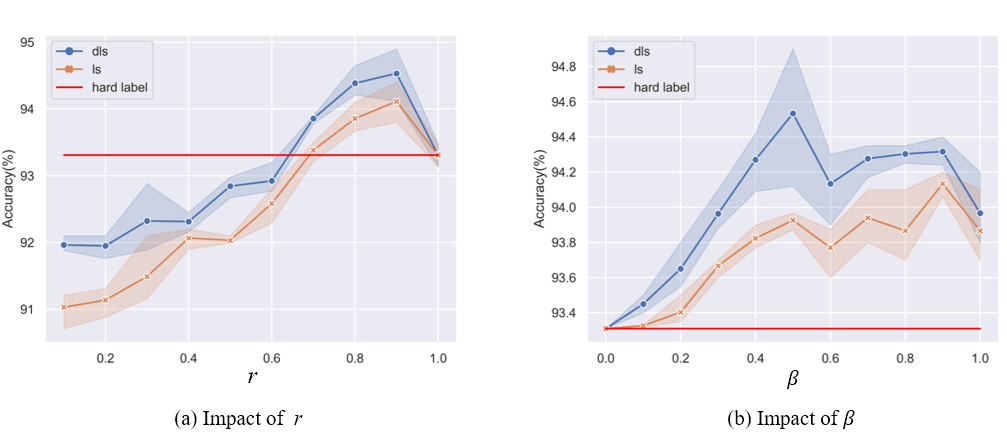 95
94
93
92
91
Accuracy(%)
dls
ls
hard label
0.2 0.4 0.6 0.8 1.0
r
(a) Impact of r
94.8
94.6
94.4
94.2
94.0
93.8
93.6
93.4
Accuracy(%)
dls
ls
hard label
0.0 0.2 0.4 0.6 0.8 1.0
β
(b) Impact of β